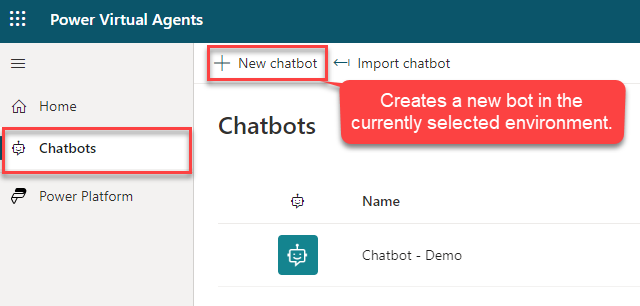 Power Virtual Agents
New chatbot
Import chatbot
Creates a new bot in the
currently selected environment.
Home
Chatbots
Power Platform
Chatbots
Name
Chatbot - Demo